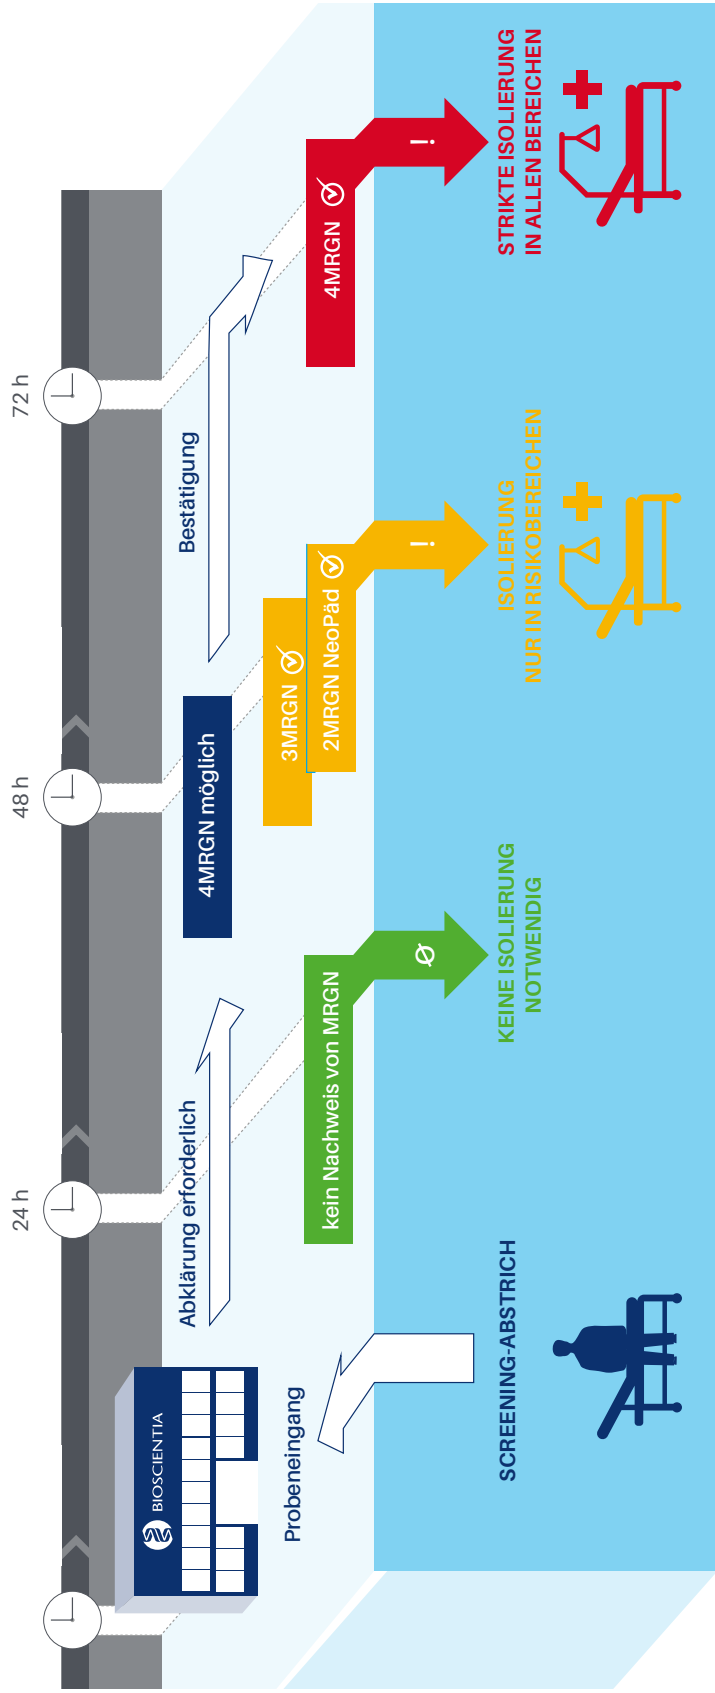 24 h
48 h
72 h
BIOSCIENTIA
Probeneingang
SCREENING-ABSTRICH
Abklärung erforderlich
kein Nachweis von MRGN
KEINE ISOLIERUNG
NOTWENDIG
4MRGN möglich
3MRGN
2MRGN NeoPäd
!
ISOLIERUNG
NUR IN RISIKOBEREICHEN
Bestätigung
4MRGN
!
STRIKTE ISOLIERUNG
IN ALLEN BEREICHEN